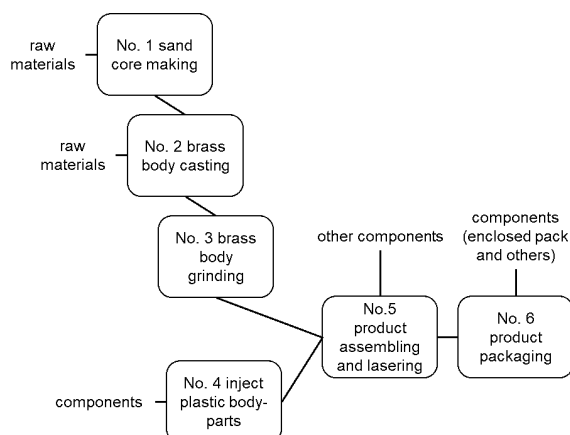 raw
materials
No. 1 sand
core making
raw
materials
No. 2 brass
body casting
No. 3 brass
body
grinding
other components
components
(enclosed pack
and others)
No.5
product
assembling
and lasering
No. 6
product
packaging
components
No. 4 inject
plastic body-
parts